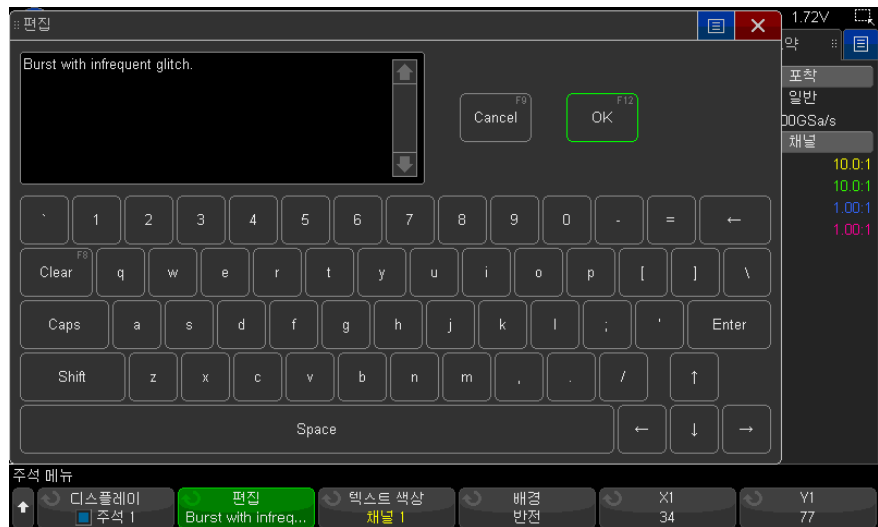 편집
1.72V
Burst with infrequent glitch.
Cancel F9
OK F12
약
포착
일반
00GSa/s
채널
10.0:1
10.0:1
1.00:1
1.00:1
` 1 2 3 4 5 6 7 8 9 0 - = ←
Clear F8 q w e r t y u i o p [ ] \
Caps a s d f g h j k l ; ' Enter
Shift z x c v b n m , . / ↑
Space ← ↓ →
주석 메뉴
디스플레이 편집 텍스트 색상 배경 X1 Y1
주석 1 Burst with infreq... 채널 1 반전 34 77